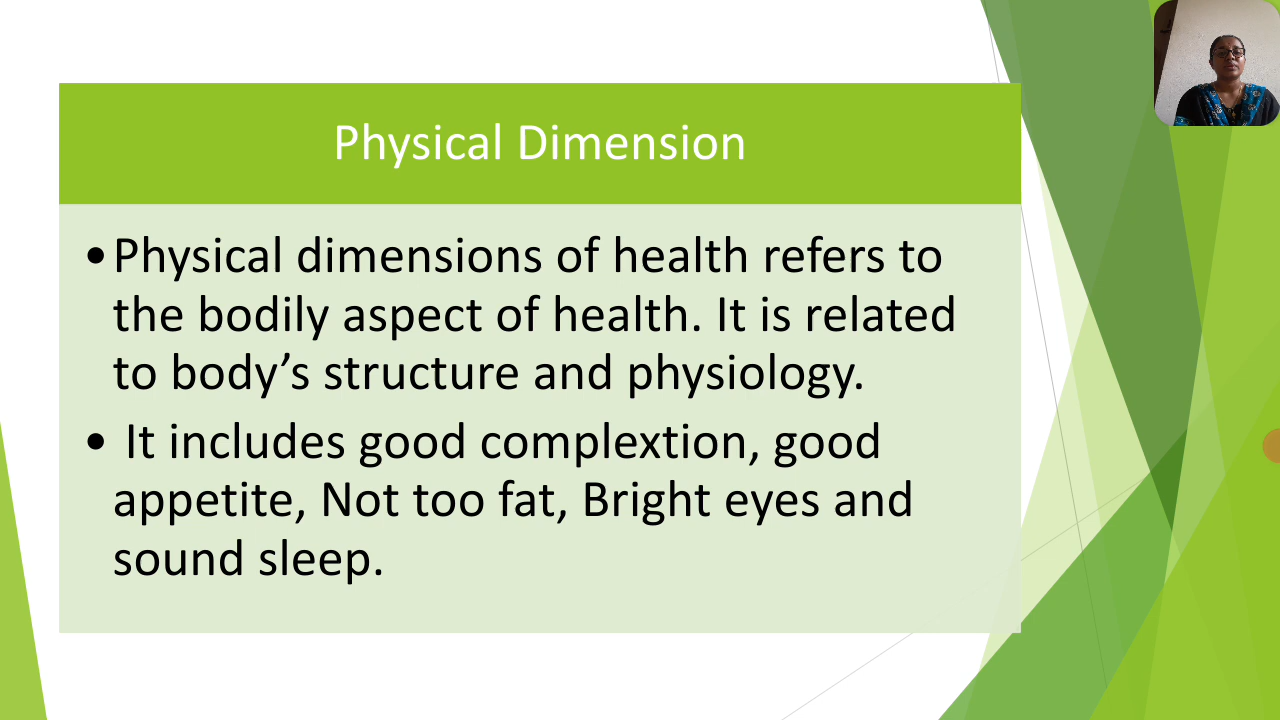 Physical Dimension
•Physical dimensions of health refers to
the bodily aspect of health. It is related
to body’s structure and physiology.
• It includes good complextion, good
appetite, Not too fat, Bright eyes and
sound sleep.